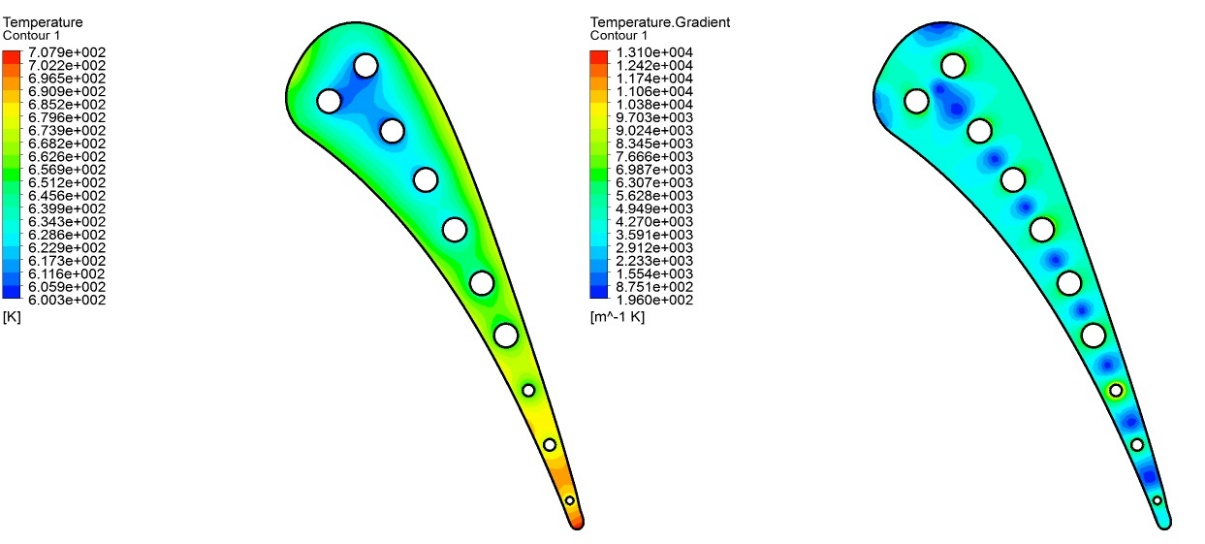 Temperature
Contour 1
7.079e+002
7.022e+002
6.965e+002
6.909e+002
6.852e+002
6.796e+002
6.739e+002
6.682e+002
6.626e+002
6.569e+002
6.512e+002
6.456e+002
6.399e+002
6.343e+002
6.286e+002
6.229e+002
6.173e+002
6.116e+002
6.059e+002
6.003e+002
[K]
Temperature.Gradient
Contour 1
1.310e+004
1.242e+004
1.174e+004
1.106e+004
1.038e+004
9.703e+003
9.024e+003
8.345e+003
7.666e+003
6.987e+003
6.307e+003
5.628e+003
4.949e+003
4.270e+003
3.591e+003
2.912e+003
2.233e+003
1.554e+003
8.751e+002
1.960e+002
[m^-1 K]